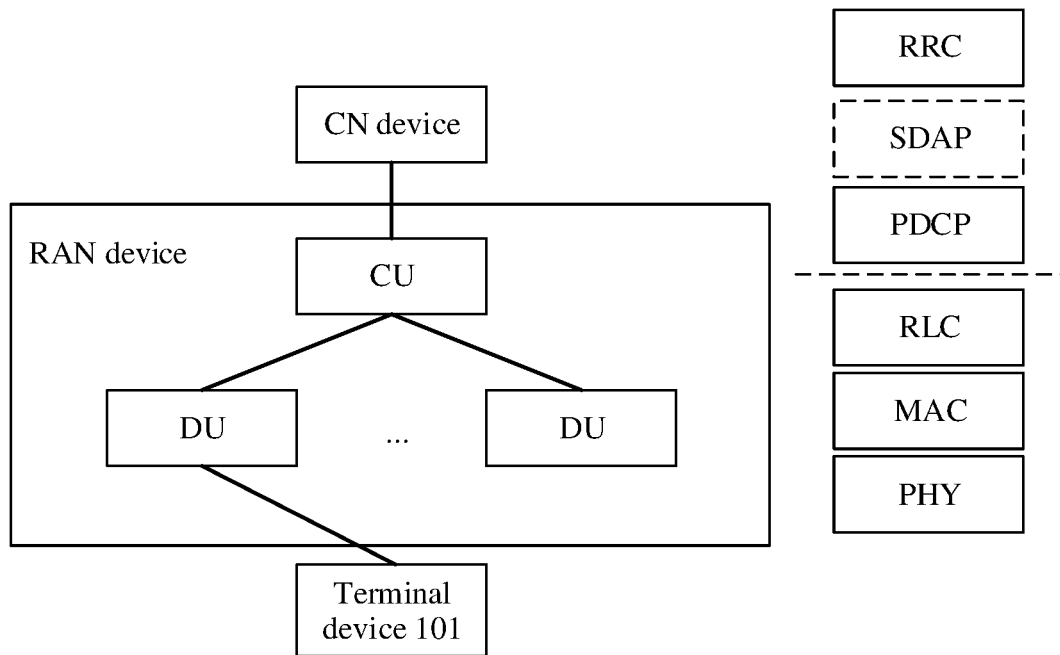 CN device
RAN device
CU
DU
...
DU
Terminal
device 101
RRC
SDAP
PDCP
RLC
MAC
PHY